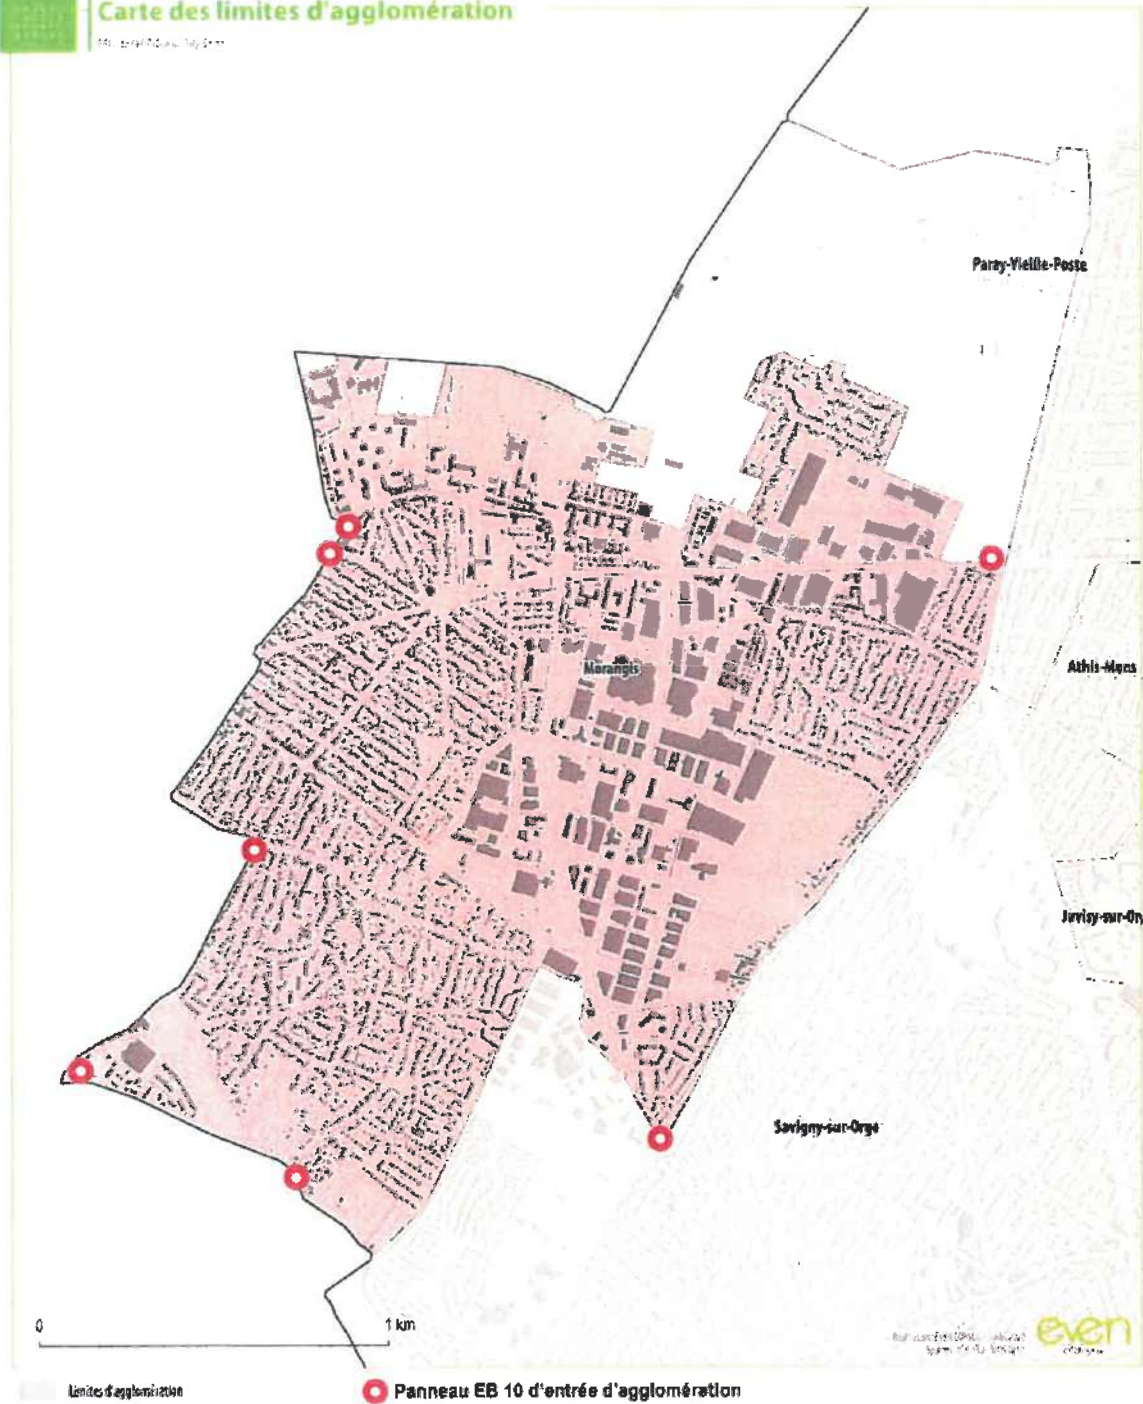 Carte des limites d'agglomération
Paray-Vieille-Poste
Morangis
Athis-Mons
Juvisy-sur-Or
Savigny-sur-Orge
0 1 km
even
Limites d'agglomération
Panneau EB 10 d'entrée d'agglomération